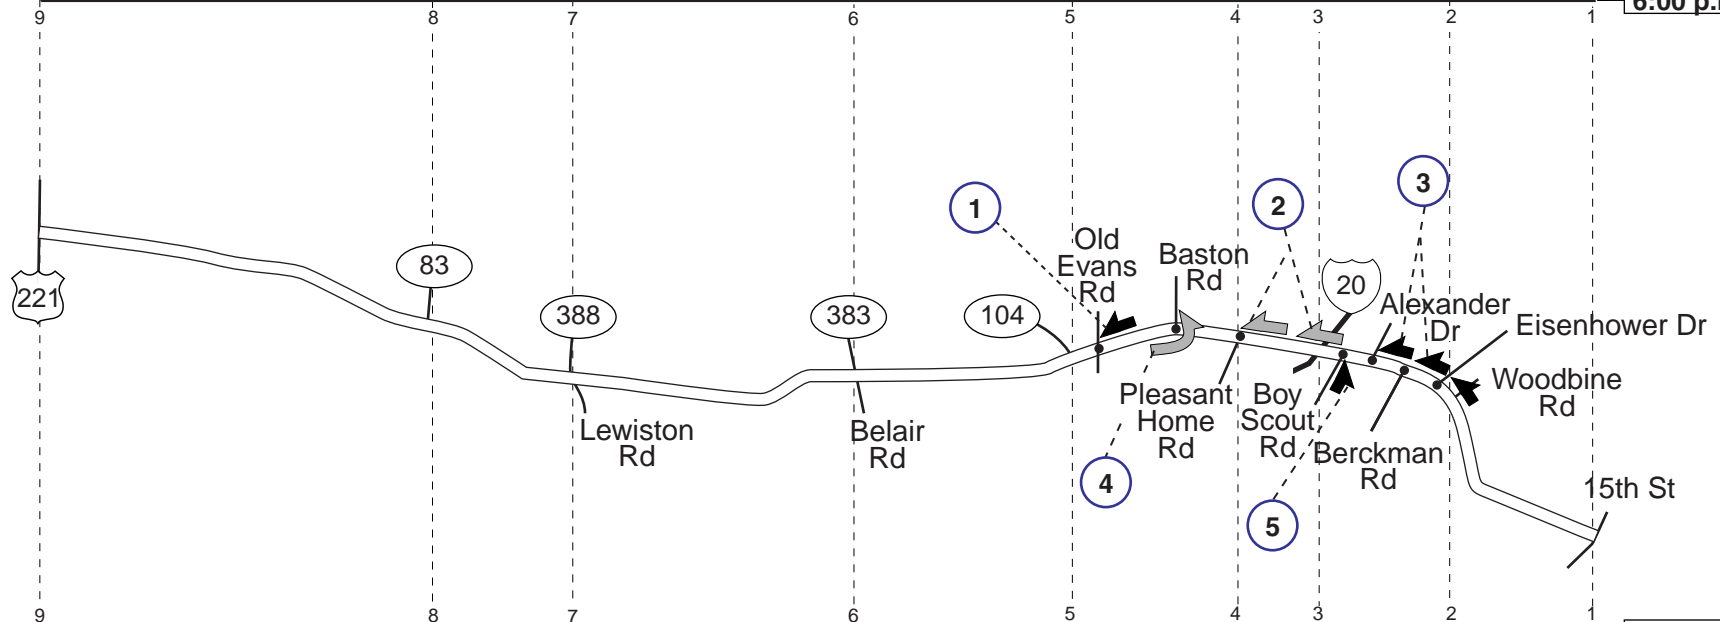 9 8 7 6 5 4 3 2 1
6:00
3
2
1
Old
Evans
Rd
Baston
Rd
83
20
221
Alexander
Dr
388
383
104
Eisenhower Dr
Pleasant
Home
Rd
Boy
Scout
Rd
Woodbine
Rd
Lewiston
Rd
Belair
Rd
Berckman
Rd
4
15th St
5
9 8 7 6 5 4 3 2 1